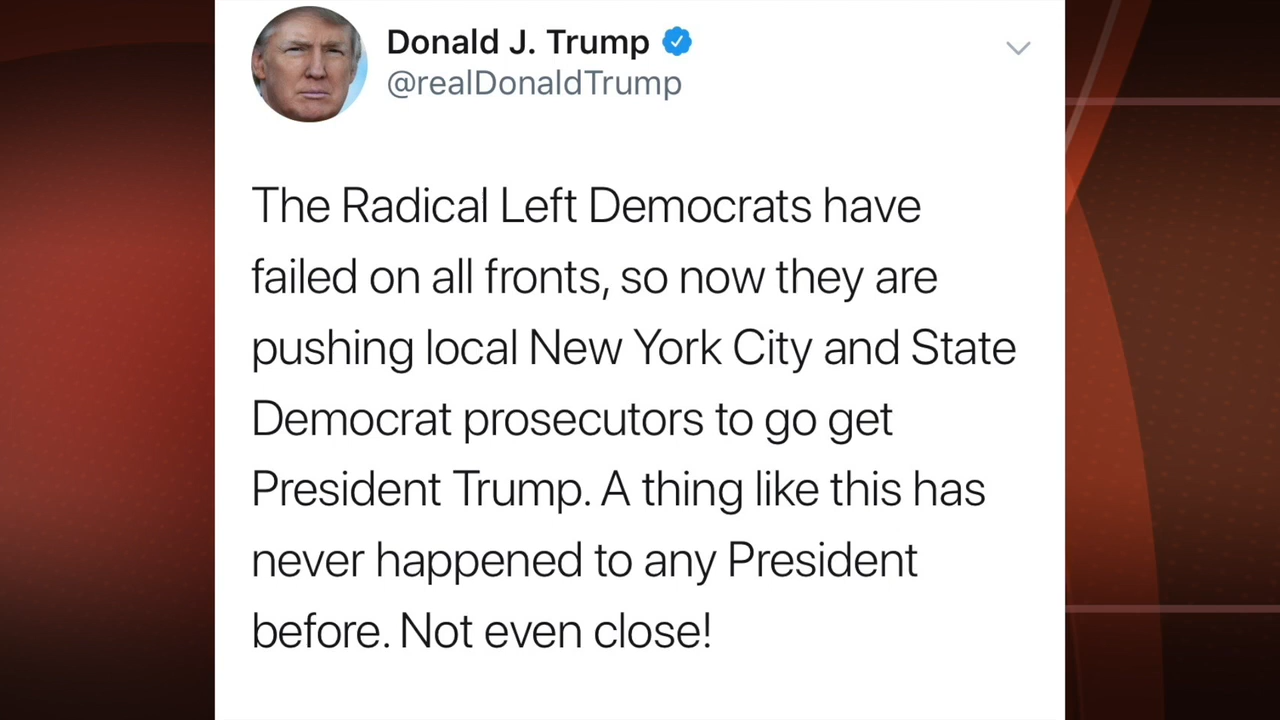 Donald J. Trump
@realDonaldTrump
The Radical Left Democrats have
failed on all fronts, so now they are
pushing local New York City and State
Democrat prosecutors to go get
President Trump. A thing like this has
never happened to any President
before. Not even close!